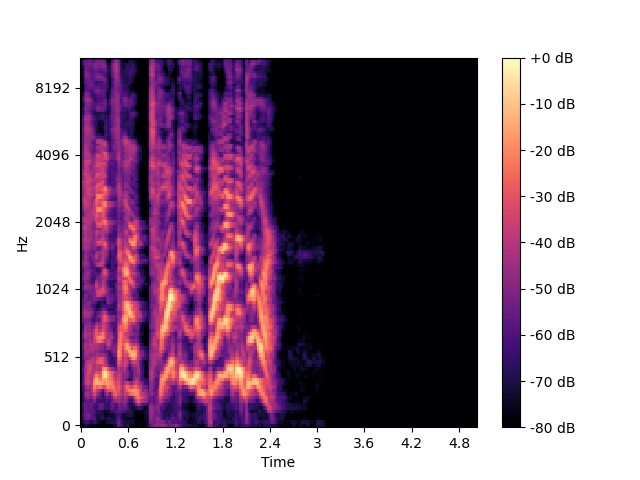 8192
4096
2048
1024
512
0
Hz
0 0.6 1.2 1.8 2.4 3 3.6 4.2 4.8
Time
+0 dB
-10 dB
-20 dB
-30 dB
-40 dB
-50 dB
-60 dB
-70 dB
-80 dB